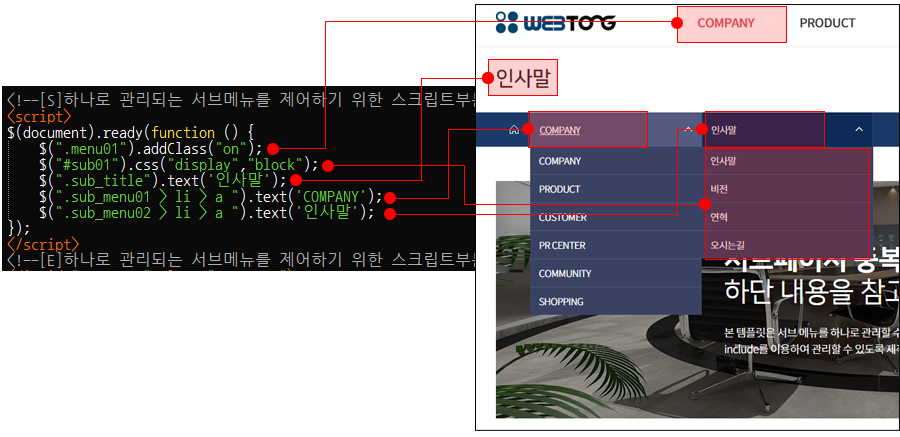 <!--[S]하나로 관리되는 서브메뉴를 제어하기 위한 스크립트부
<script>
$(document).ready(function () {
$(".menu01").addClass("on");
$("#sub01").css("display","block");
$(".sub_title").text('인사말');
$(".sub_menu01 > li > a ").text('COMPANY');
$(".sub_menu02 > li > a ").text('인사말');
});
</script>
<!--[E]하나로 관리되는 서브메뉴를 제어하기 위한 스크립트부
WEBTONG
COMPANY PRODUCT
인사말
COMPANY 인사말
COMPANY 인사말
PRODUCT 비전
CUSTOMER 연혁
PR CENTER 오시는길
COMMUNITY
SHOPPING
서브페이지 중복
하단 내용을 참고
본 템플릿은 서브 메뉴를 하나로 관리할 수
include를 이용하여 관리할 수 있도록 제